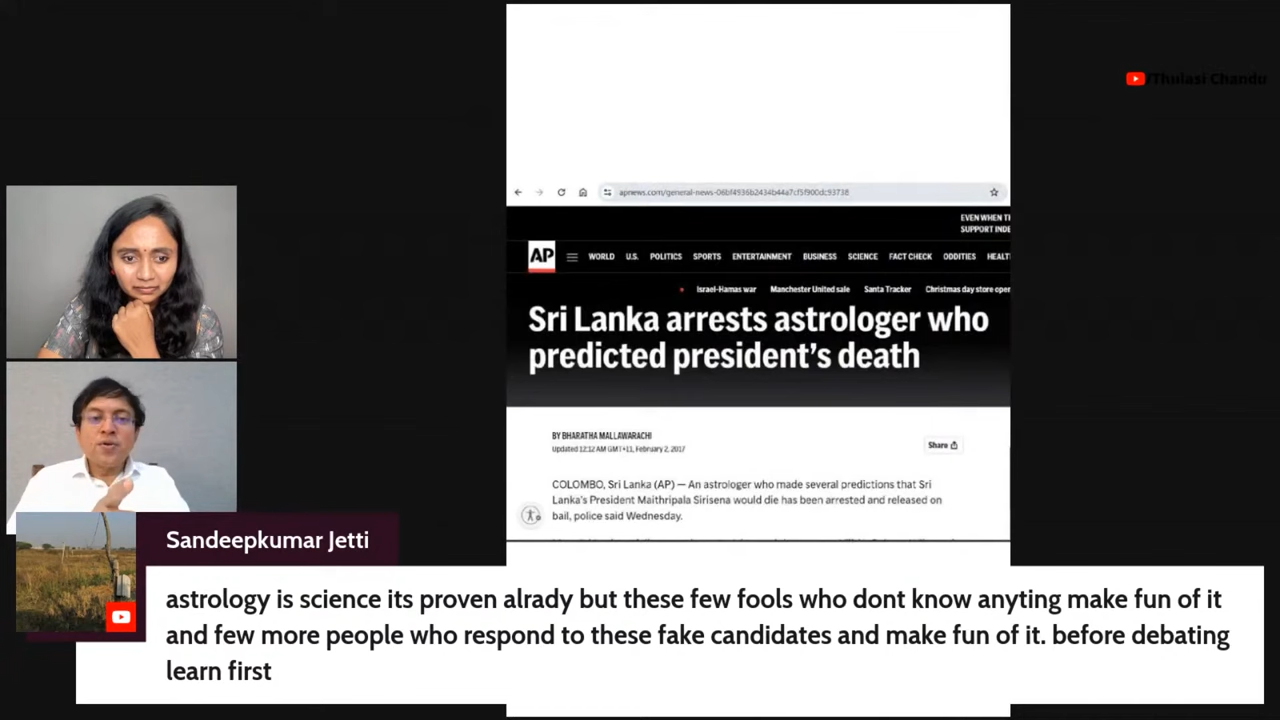 /Thulasi Chandu
apnews.com/general-news-06bf4936b2434b44a7cf5f900dc93738
EVEN WHEN TH
SUPPORT INDE
AP
WORLD U.S. POLITICS SPORTS ENTERTAINMENT BUSINESS SCIENCE FACT CHECK ODDITIES HEALT
Israel-Hamas war Manchester United sale Santa Tracker Christmas day store open
Sri Lanka arrests astrologer who
predicted president's death
BY BHARATHA MALLAWARACHI
Updated 12:12 AM GMT+11, February 2, 2017
Share
COLOMBO, Sri Lanka (AP) — An astrologer who made several predictions that Sri
Lanka's President Maithripala Sirisena would die has been arrested and released on
bail, police said Wednesday.
Sandeepkumar Jetti
astrology is science its proven alrady but these few fools who dont know anyting make fun of it
and few more people who respond to these fake candidates and make fun of it. before debating
learn first